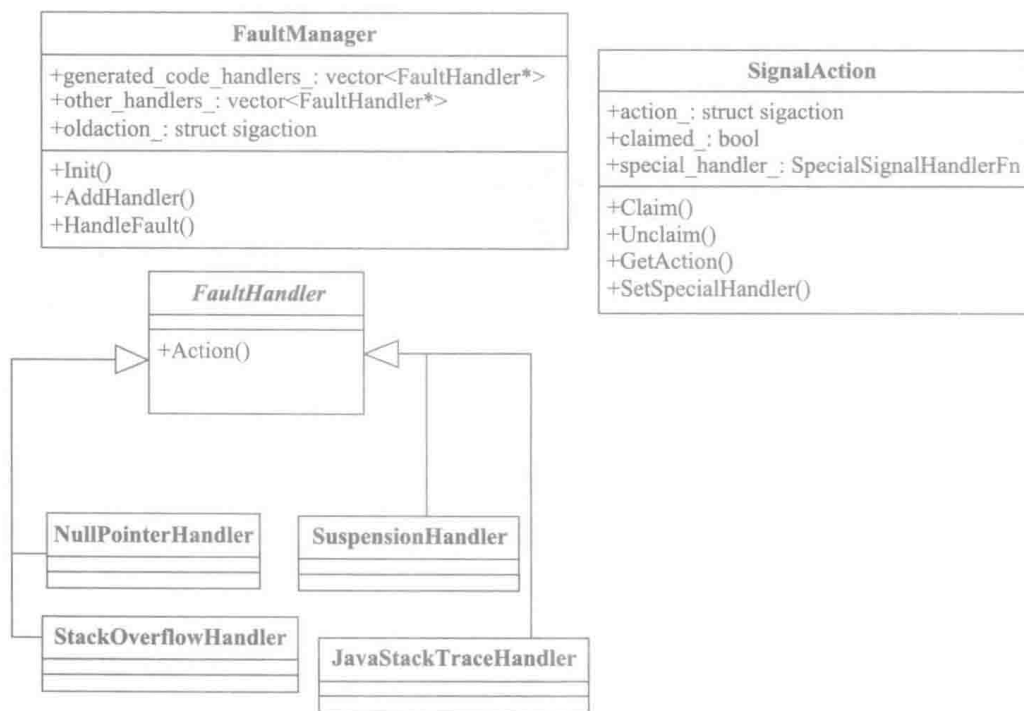 FaultManager
+generated_code_handlers_: vector<FaultHandler*>
+other_handlers_: vector<FaultHandler*>
+oldaction_: struct sigaction
+Init()
+AddHandler()
+HandleFault()
SignalAction
+action_: struct sigaction
+claimed_: bool
+special_handler_: SpecialSignalHandlerFn
+Claim()
+Unclaim()
+GetAction()
+SetSpecialHandler()
FaultHandler
+Action()
NullPointerHandler
SuspensionHandler
StackOverflowHandler
JavaStackTraceHandler